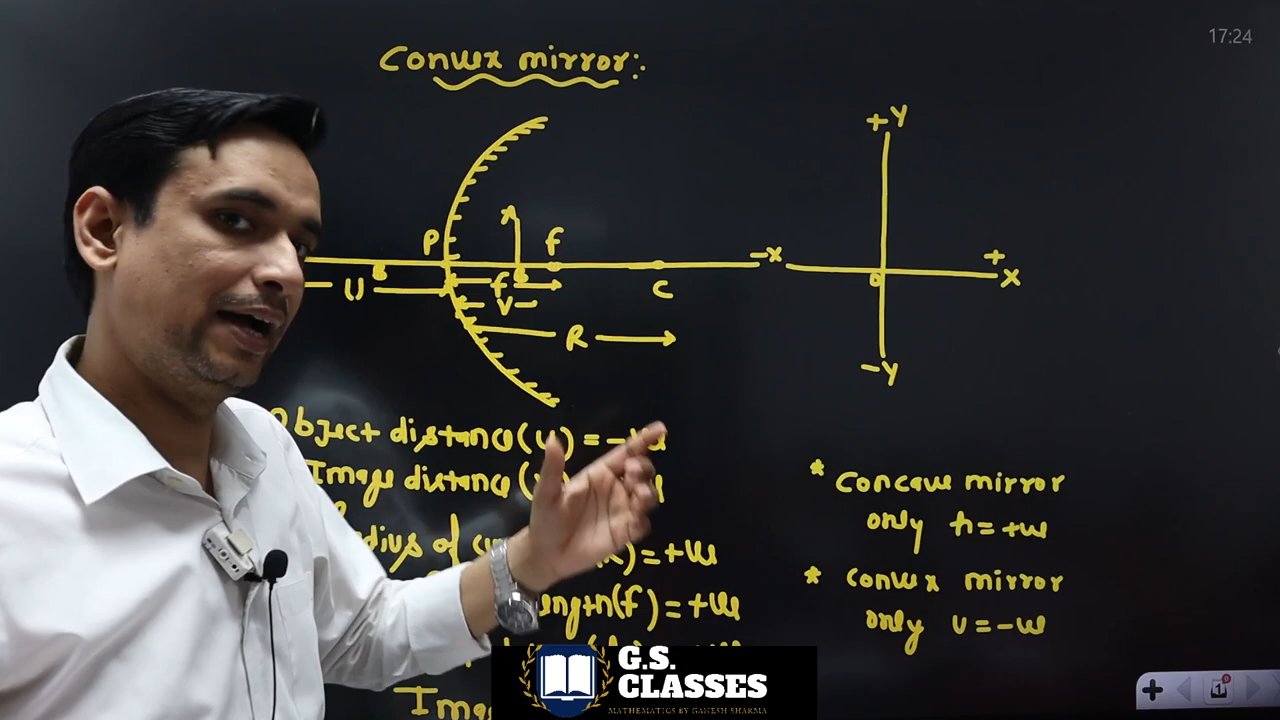 17:24
Convex mirror:
+Y
P
f
-x
+
X
U
f
V
C
o
R
-Y
Object distance(u) = -ve
Image distance
* Concave mirror
only h=+ve
of
)=+ve
* Convex mirror
length(f)=+ve
only v=-ve
G.S.
CLASSES
MATHEMATICS BY GANESH SHARMA